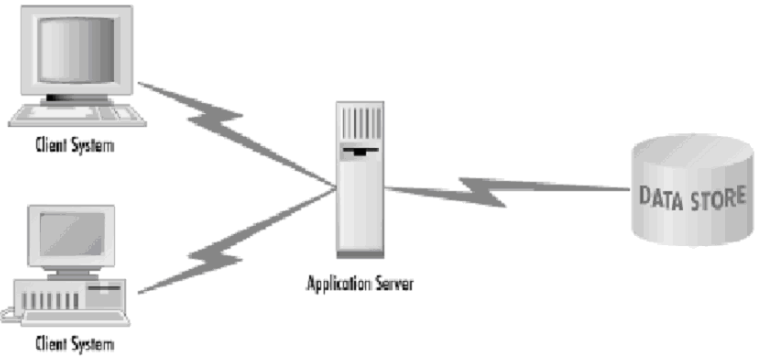 Client System
Application Server
DATA STORE
Client System